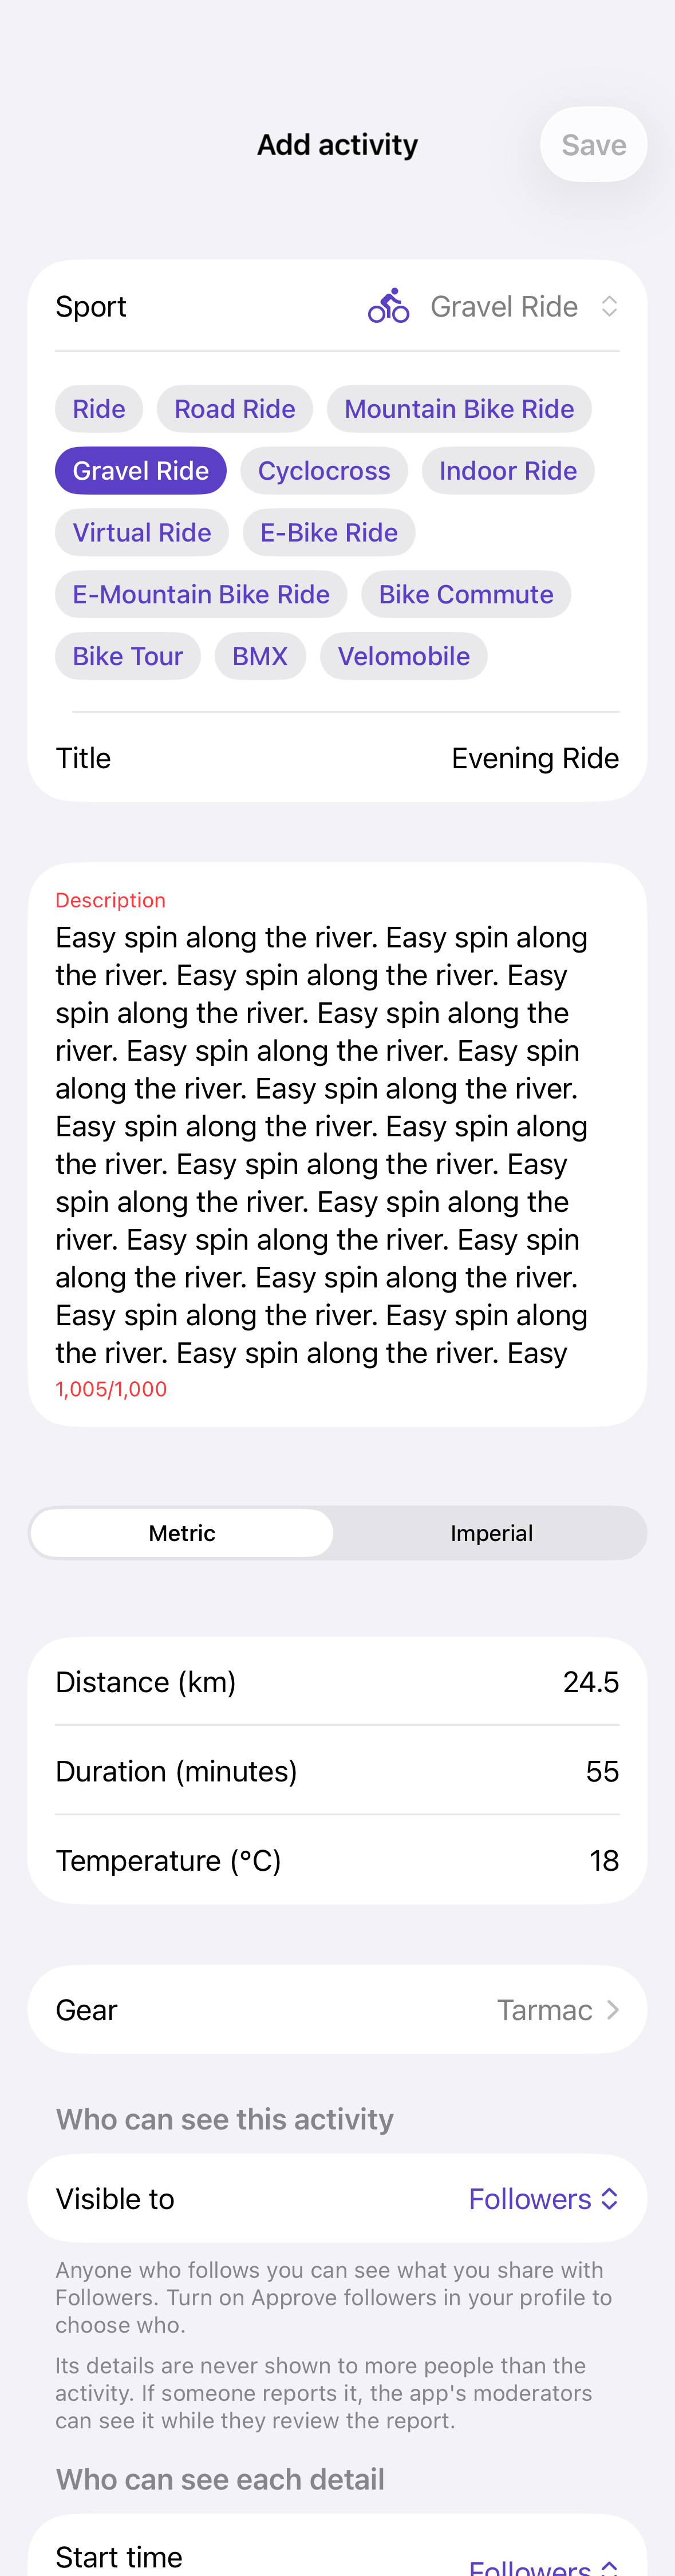 Add activity
Save
Sport
Gravel Ride
Ride
Road Ride
Mountain Bike Ride
Gravel Ride
Cyclocross
Indoor Ride
Virtual Ride
E-Bike Ride
E-Mountain Bike Ride
Bike Commute
Bike Tour
BMX
Velomobile
Title
Evening Ride
Description
Easy spin along the river. Easy spin along
the river. Easy spin along the river. Easy
spin along the river. Easy spin along the
river. Easy spin along the river. Easy spin
along the river. Easy spin along the river.
Easy spin along the river. Easy spin along
the river. Easy spin along the river. Easy
spin along the river. Easy spin along the
river. Easy spin along the river. Easy spin
along the river. Easy spin along the river.
Easy spin along the river. Easy spin along
the river. Easy spin along the river. Easy
1,005/1,000
Metric
Imperial
Distance (km)
24.5
Duration (minutes)
55
Temperature (°C)
18
Gear
Tarmac
Who can see this activity
Visible to
Followers
Anyone who follows you can see what you share with
Followers. Turn on Approve followers in your profile to
choose who.
Its details are never shown to more people than the
activity. If someone reports it, the app's moderators
can see it while they review the report.
Who can see each detail
Start time
Followers